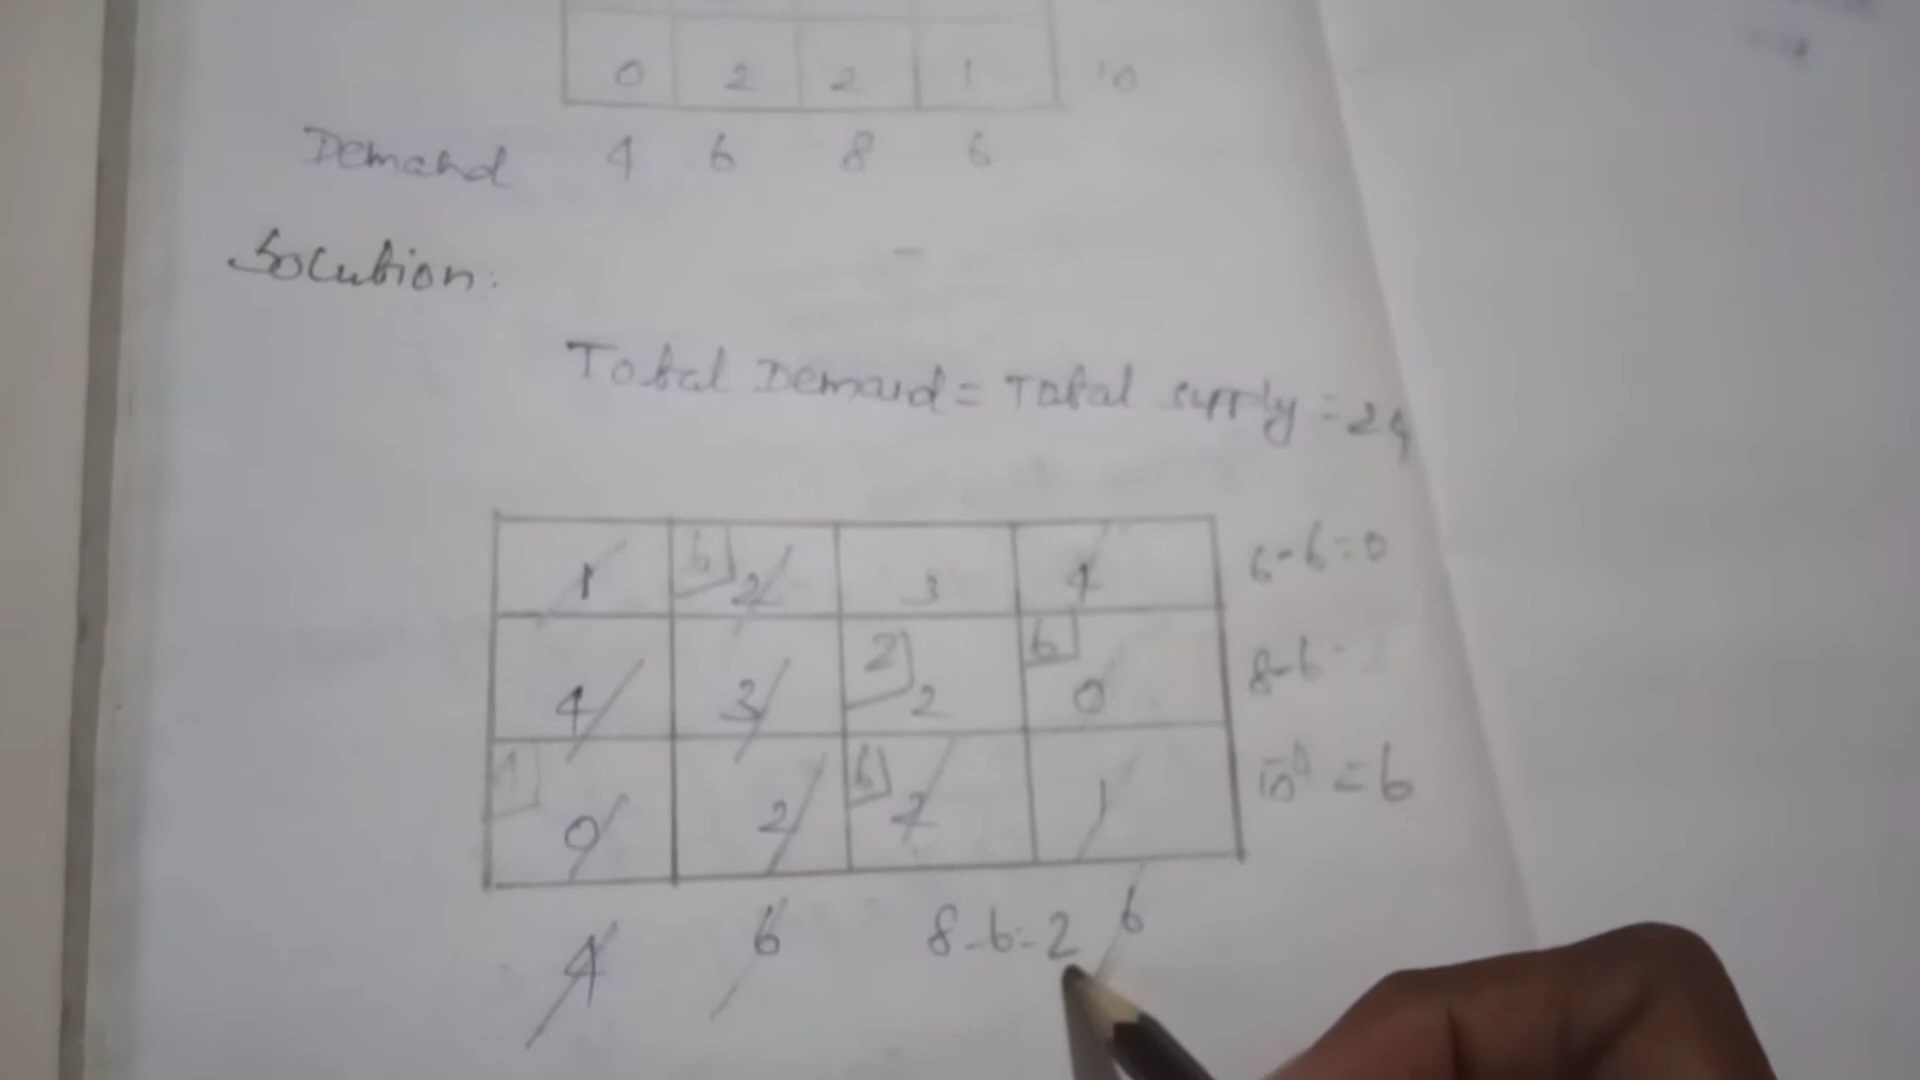 0 2 2 1 10
Demand 4 6 8 6
Solution:
Total Demand = Total supply = 24
1 6 2 3 4 6-6=0
4 3 2 2 6 0 8-6
4 0 2 6 2 1 10 = 6
4 6 8-6=2 6